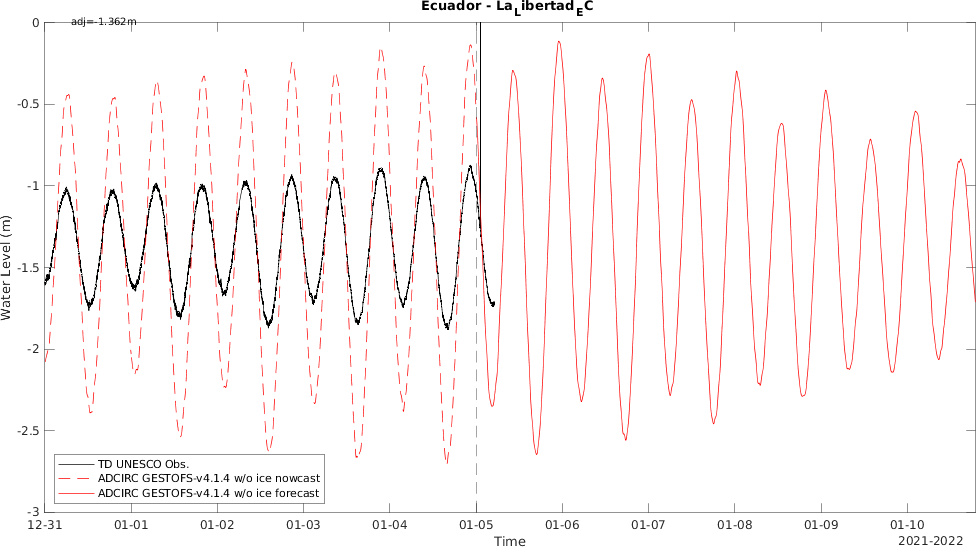 Ecuador - LaLibertadEC
adj=-1.362m
0
-0.5
-1
-1.5
-2
-2.5
-3
Water Level (m)
TD UNESCO Obs.
ADCIRC GESTOFS-v4.1.4 w/o ice nowcast
ADCIRC GESTOFS-v4.1.4 w/o ice forecast
12-31 01-01 01-02 01-03 01-04 01-05 01-06 01-07 01-08 01-09 01-10
Time
2021-2022